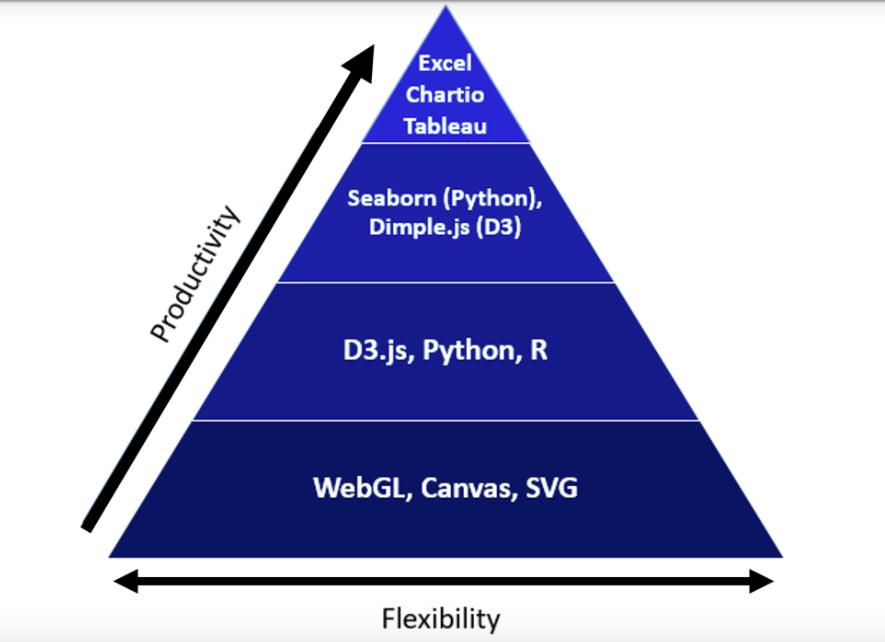 Excel
Chartio
Tableau
Seaborn (Python),
Dimple.js (D3)
Productivity
D3.js, Python, R
WebGL, Canvas, SVG
Flexibility